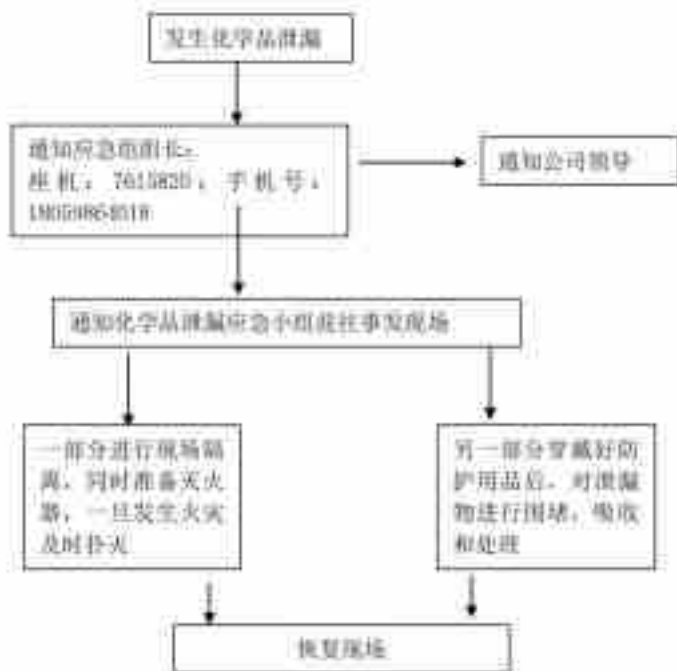 发生化学品泄漏
通知应急组组长：
座机：7615820；手机号：
通知公司领导
通知化学品泄漏应急小组前往事发现场
一部分进行现场隔
离，同时准备灭火
器，一旦发生火灾
及时扑灭
另一部分穿戴好防
护用品后，对泄漏
物进行围堵、吸收
和处理
恢复现场